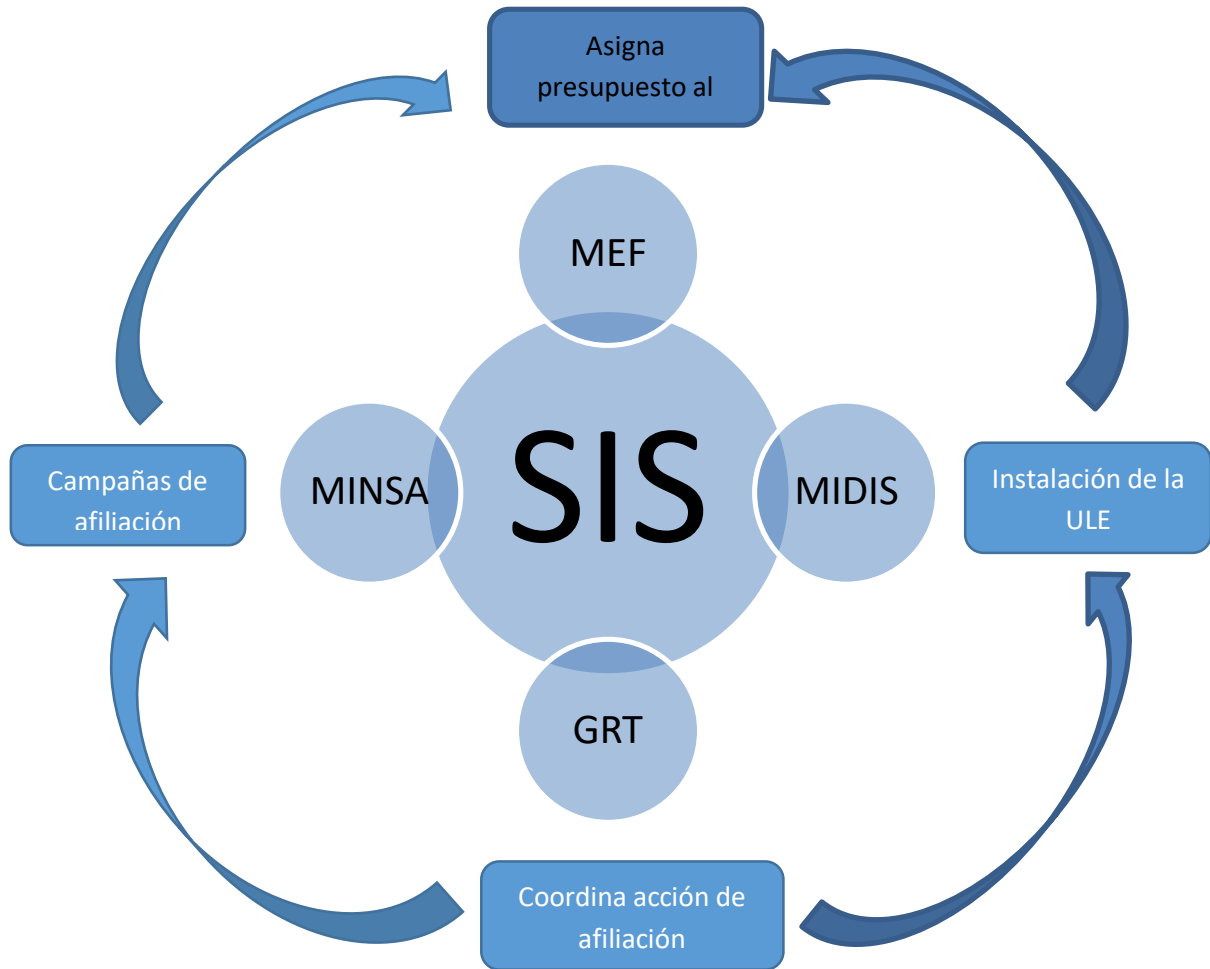 Asigna
presupuesto al
MEF
Campañas de
afiliación
MINSA
SIS
MIDIS
Instalación de la
ULE
GRT
Coordina acción de
afiliación